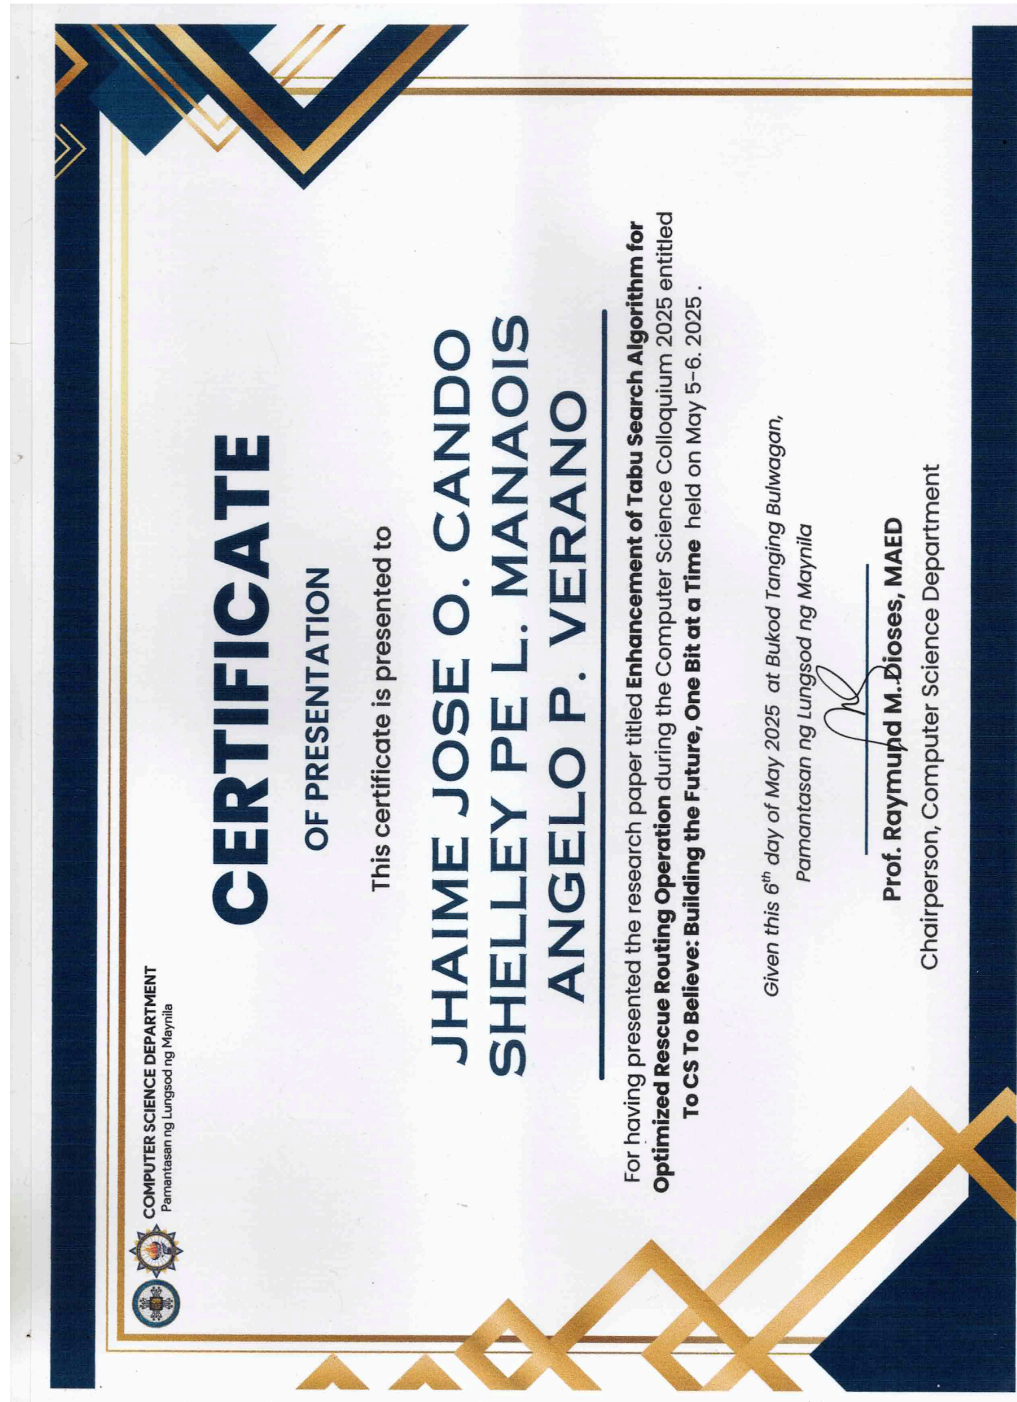 COMPUTER SCIENCE DEPARTMENT
Pamantasan ng Lungsod ng Maynila
CERTIFICATE
OF PRESENTATION
This certificate is presented to
JHAIME JOSE O. CANDO
SHELLEY PE L. MANAOIS
ANGELO P. VERANO
For having presented the research paper titled Enhancement of Tabu Search Algorithm for
Optimized Rescue Routing Operation during the Computer Science Colloquium 2025 entitled
To CS To Believe: Building the Future, One Bit at a Time held on May 5-6. 2025 .
Given this 6th day of May 2025 at Bukod Tanging Bulwagan,
Pamantasan ng Lungsod ng Maynila
Prof. Raymund M. Dioses, MAED
Chairperson, Computer Science Department